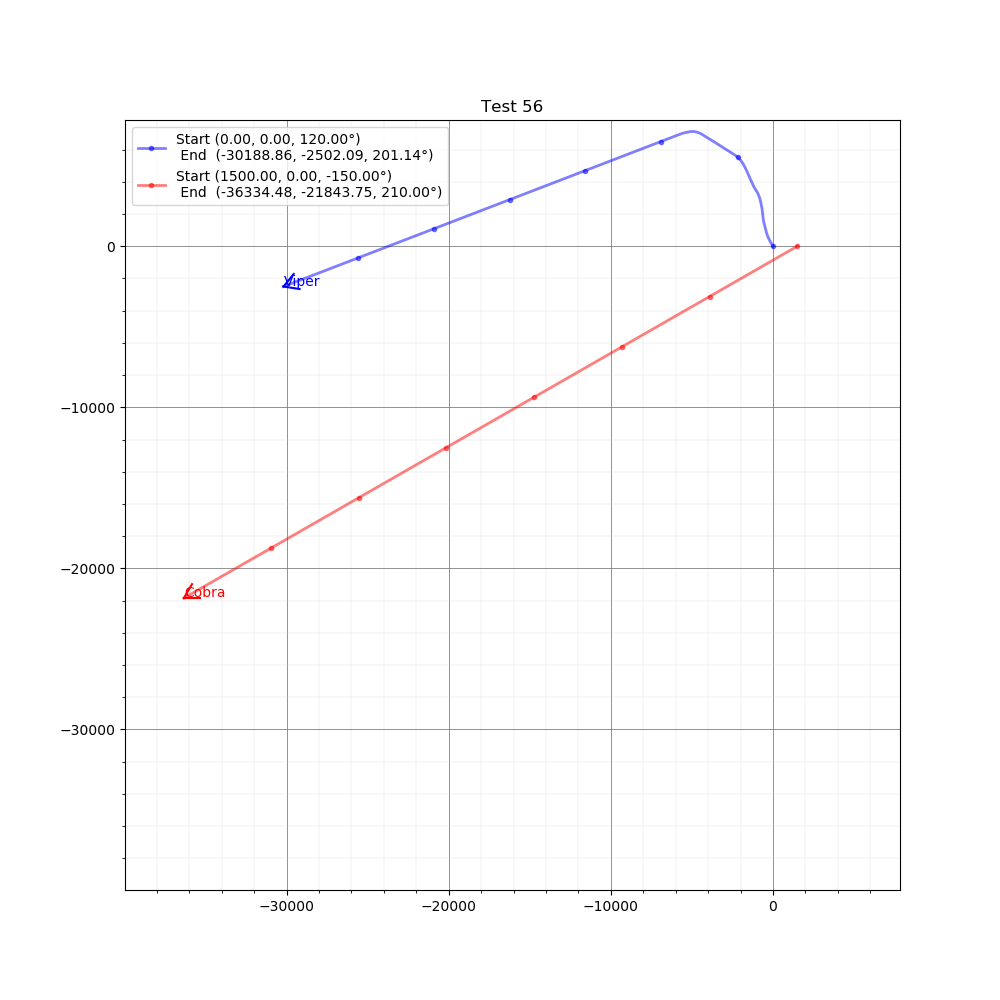 Test 56
Start (0.00, 0.00, 120.00°)
End (-30188.86, -2502.09, 201.14°)
Start (1500.00, 0.00, -150.00°)
End (-36334.48, -21843.75, 210.00°)
0
Viper
−10000
−20000
Cobra
−30000
−30000 −20000 −10000 0